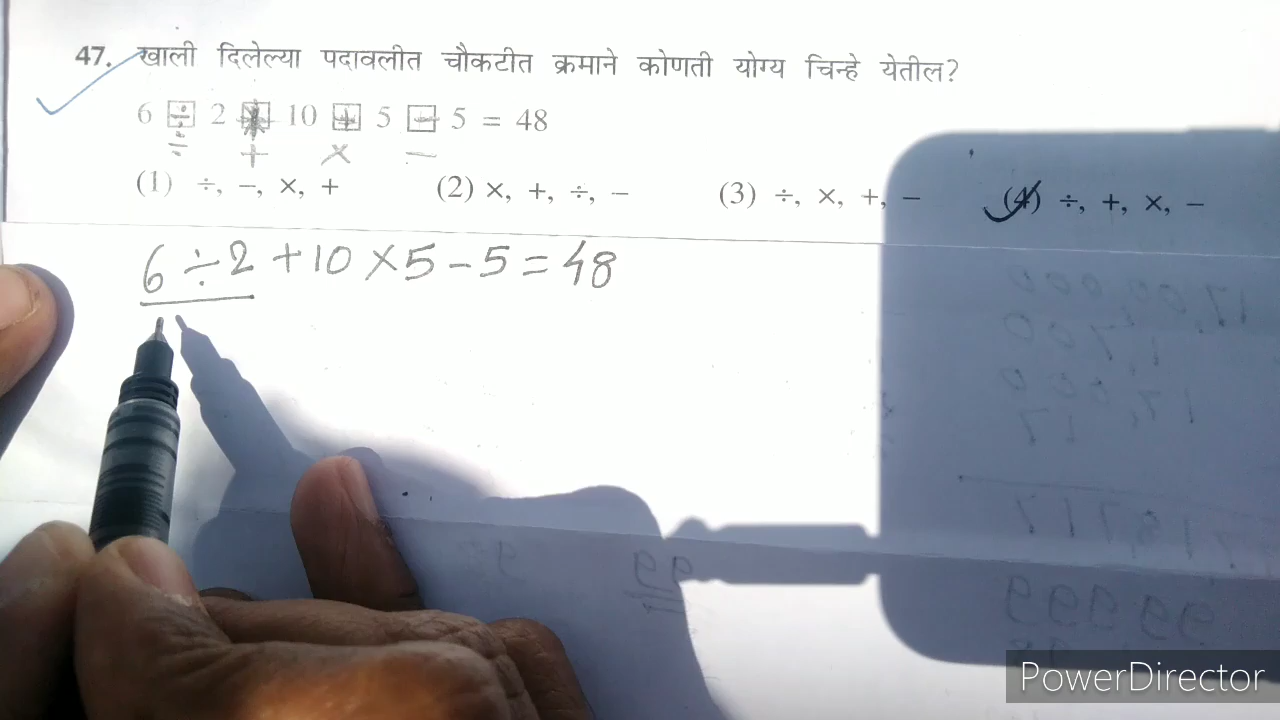 47. खाली दिलेल्या पदावलीत चौकटीत क्रमाने कोणती योग्य चिन्हे येतील?
6 ÷ 2 10 + 5 − 5 = 48
÷ + × −
(1) ÷, −, ×, + (2) ×, +, ÷, − (3) ÷, ×, +, − (4) ÷, +, ×, −
6 ÷ 2 + 10 × 5 − 5 = 48
PowerDirector